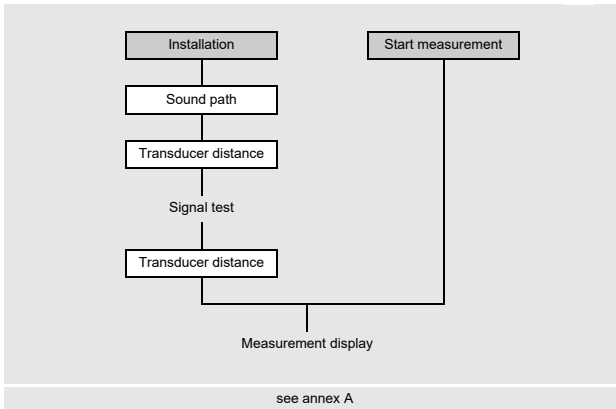 Installation
Start measurement
Sound path
Transducer distance
Signal test
Transducer distance
Measurement display
see annex A